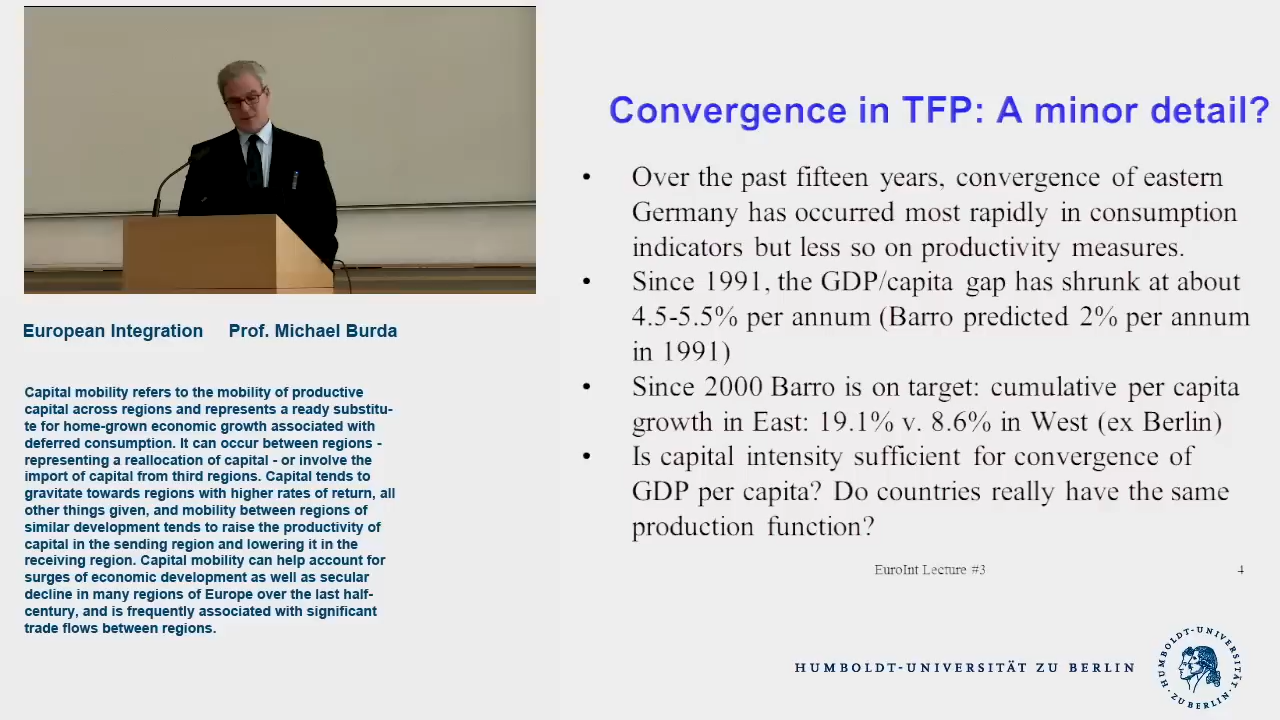 Convergence in TFP: A minor detail?
• Over the past fifteen years, convergence of eastern
Germany has occurred most rapidly in consumption
indicators but less so on productivity measures.
• Since 1991, the GDP/capita gap has shrunk at about
4.5-5.5% per annum (Barro predicted 2% per annum
in 1991)
• Since 2000 Barro is on target: cumulative per capita
growth in East: 19.1% v. 8.6% in West (ex Berlin)
• Is capital intensity sufficient for convergence of
GDP per capita? Do countries really have the same
production function?
EuroInt Lecture #3 4
European Integration Prof. Michael Burda
Capital mobility refers to the mobility of productive
capital across regions and represents a ready substitu-
te for home-grown economic growth associated with
deferred consumption. It can occur between regions -
representing a reallocation of capital - or involve the
import of capital from third regions. Capital tends to
gravitate towards regions with higher rates of return, all
other things given, and mobility between regions of
similar development tends to raise the productivity of
capital in the sending region and lowering it in the
receiving region. Capital mobility can help account for
surges of economic development as well as secular
decline in many regions of Europe over the last half-
century, and is frequently associated with significant
trade flows between regions.
HUMBOLDT-UNIVERSITÄT ZU BERLIN
HUMBOLDT-UNIVERSITÄT ZU BERLIN